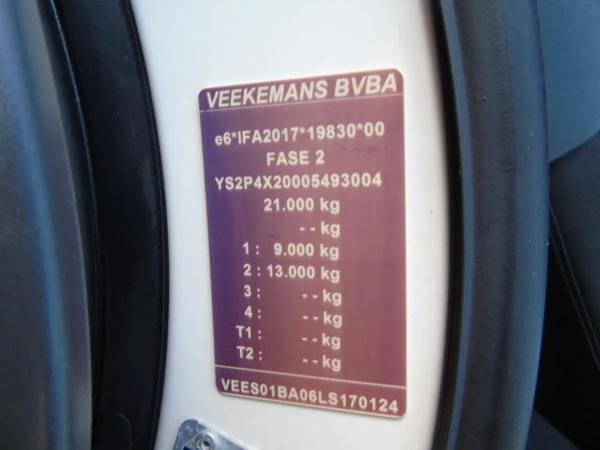 VEEKEMANS BVBA
e6*IFA2017*19830*00
FASE 2
YS2P4X20005493004
21.000 kg
-- kg
1 : 9.000 kg
2 : 13.000 kg
3 : -- kg
4 : -- kg
T1 : -- kg
T2 : -- kg
VEES01BA06LS170124